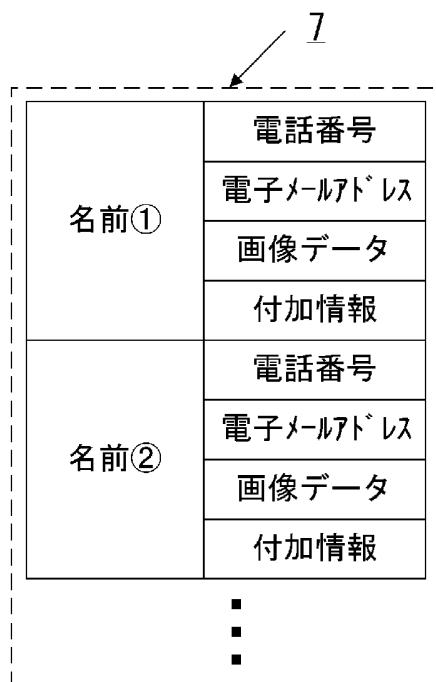 7
名前①
電話番号
電子ﾒｰﾙｱﾄﾞﾚｽ
画像データ
付加情報
名前②
電話番号
電子ﾒｰﾙｱﾄﾞﾚｽ
画像データ
付加情報